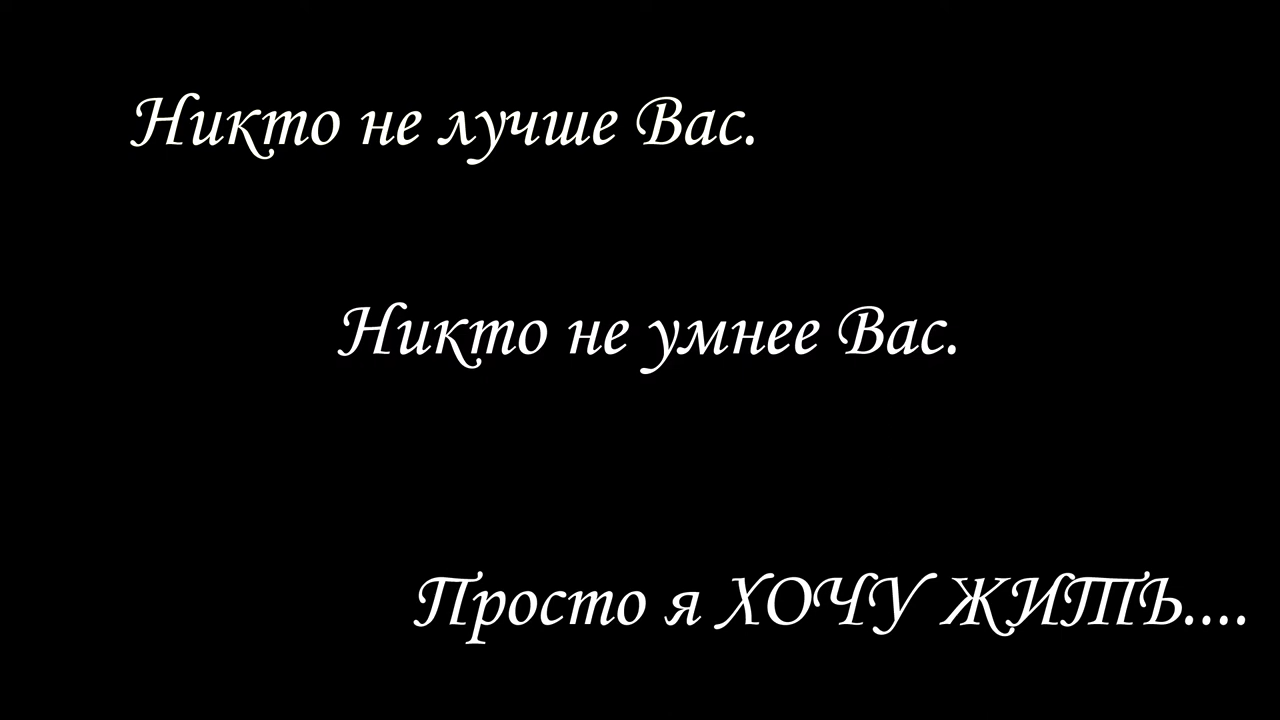 Никто не лучше Вас.
Никто не умнее Вас.
Просто я ХОЧУ ЖИТЬ....